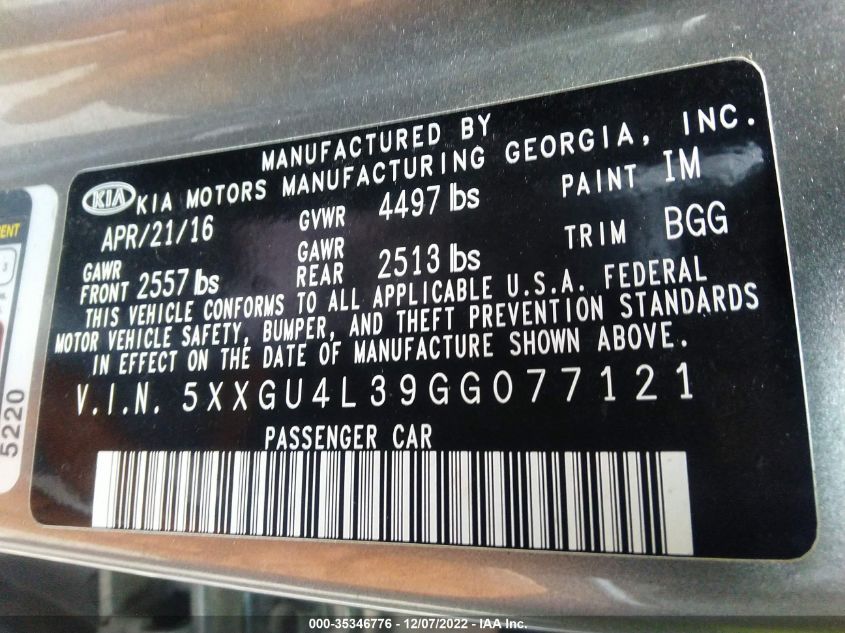 MANUFACTURED BY
KIA KIA MOTORS MANUFACTURING GEORGIA, INC.
APR/21/16 GVWR 4497 lbs PAINT IM
GAWR FRONT 2557 lbs GAWR REAR 2513 lbs TRIM BGG
THIS VEHICLE CONFORMS TO ALL APPLICABLE U.S.A. FEDERAL
MOTOR VEHICLE SAFETY, BUMPER, AND THEFT PREVENTION STANDARDS
IN EFFECT ON THE DATE OF MANUFACTURE SHOWN ABOVE.
V.I.N. 5XXGU4L39GG077121
PASSENGER CAR
5220
000-35346776 - 12/07/2022 - IAA Inc.